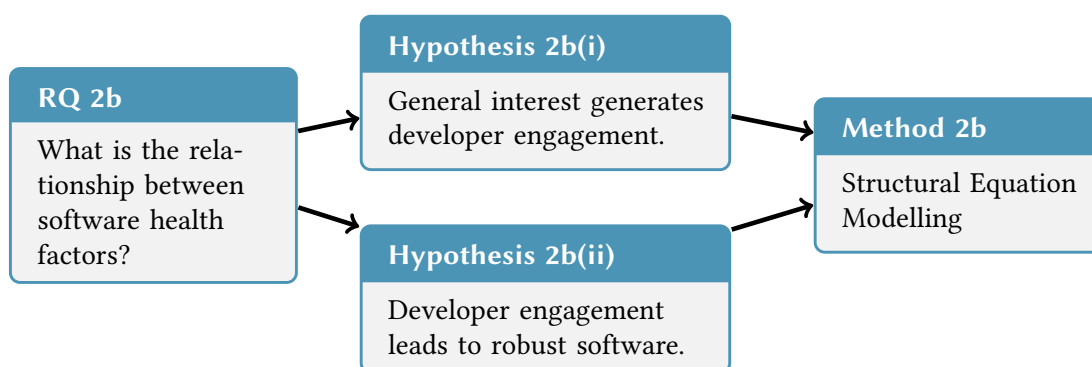 RQ 2b
What is the rela-
tionship between
software health
factors?
Hypothesis 2b(i)
General interest generates
developer engagement.
Hypothesis 2b(ii)
Developer engagement
leads to robust software.
Method 2b
Structural Equation
Modelling